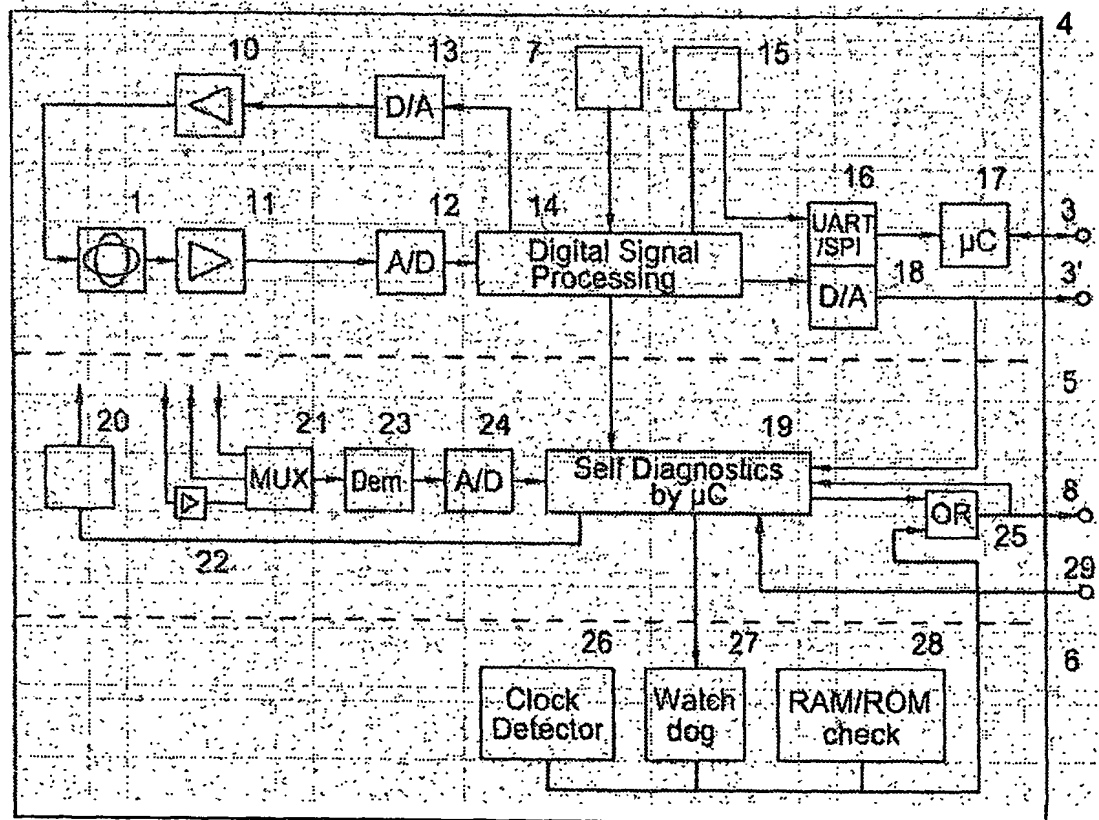 4
10
13
7
15
D/A
1
11
12
14
16
17
3
A/D
Digital Signal
Processing
UART
/SPI
µC
D/A
18
3'
5
20
21
23
24
19
MUX
Dem.
A/D
Self Diagnostics
by µC
OR
8
25
22
29
26
27
28
6
Clock
Detector
Watch
dog
RAM/ROM
check